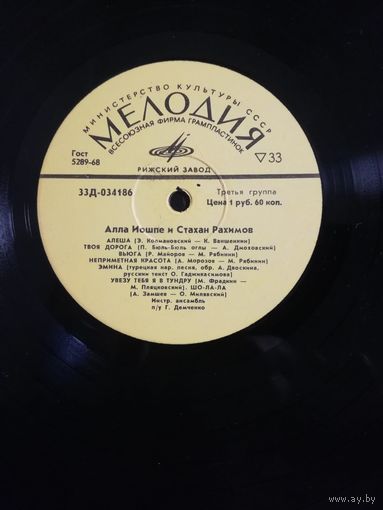 МИНИСТЕРСТВО КУЛЬТУРЫ СССР
МЕЛОДИЯ
ВСЕСОЮЗНАЯ ФИРМА ГРАМПЛАСТИНОК
Гост
5289-68
▽33
РИЖСКИЙ ЗАВОД
33Д-034186
Третья группа
Цена 1 руб. 60 коп.
Алла Иошпе и Стахан Рахимов
АЛЕША (Э. Колмановский — К. Ваншенкин)
ТВОЯ ДОРОГА (П. Бюль-Бюль оглы — А. Дмоховский)
ВЬЮГА (Р. Майоров — М. Рябинин)
НЕПРИМЕТНАЯ КРАСОТА (А. Морозов — М. Рябинин)
ЭМИНА (турецкая нар. песня, обр. А. Двоскина,
русский текст О. Гаджикасимова)
УВЕЗУ ТЕБЯ Я В ТУНДРУ (М. Фрадкин —
М. Пляцковский). ШО-ЛА-ЛА
(А. Замшев — О. Милявский)
Инстр. ансамбль
п/у Г. Демченко
www.ay.by